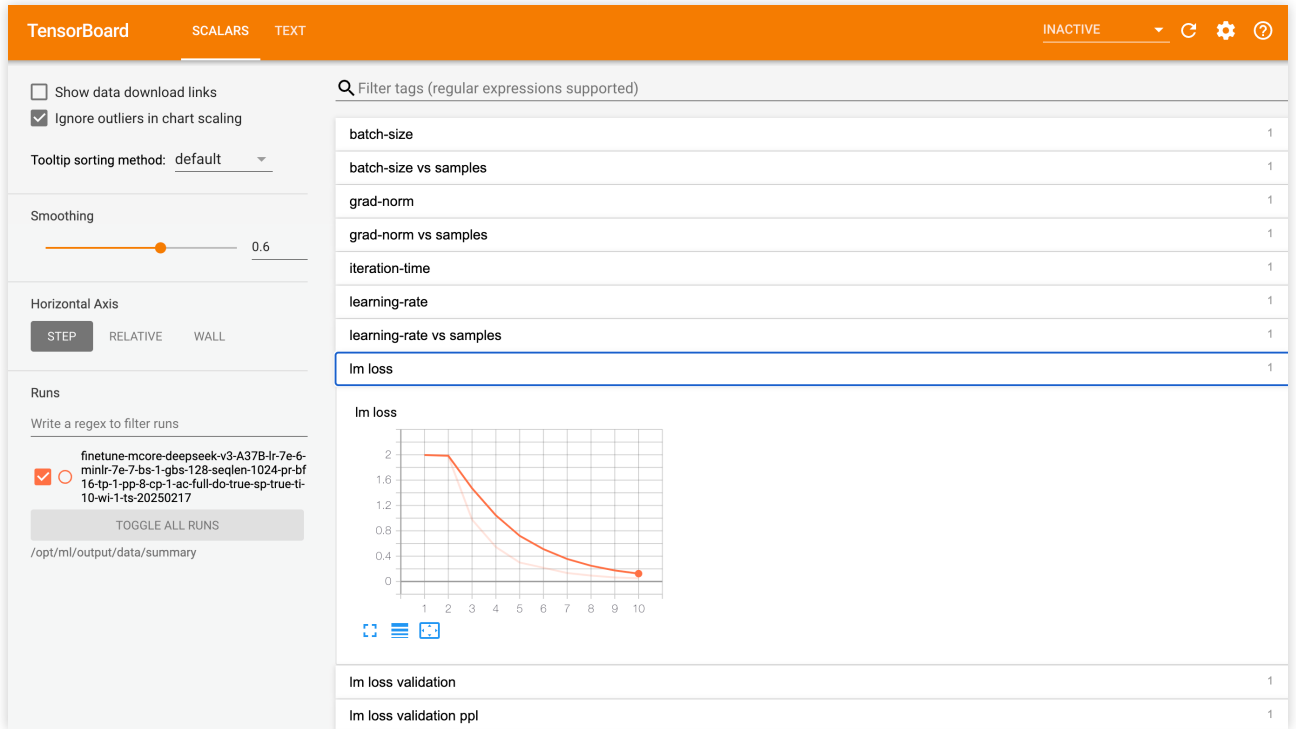 TensorBoard
SCALARS
TEXT
INACTIVE
Show data download links
Ignore outliers in chart scaling
Tooltip sorting method:
default
Smoothing
0.6
Horizontal Axis
STEP
RELATIVE
WALL
Runs
Write a regex to filter runs
finetune-mcore-deepseek-v3-A37B-lr-7e-6-
minlr-7e-7-bs-1-gbs-128-seqlen-1024-pr-bf
16-tp-1-pp-8-cp-1-ac-full-do-true-sp-true-ti-
10-wi-1-ts-20250217
TOGGLE ALL RUNS
/opt/ml/output/data/summary
Filter tags (regular expressions supported)
batch-size 1
batch-size vs samples 1
grad-norm 1
grad-norm vs samples 1
iteration-time 1
learning-rate 1
learning-rate vs samples 1
lm loss 1
lm loss
2
1.6
1.2
0.8
0.4
0
1 2 3 4 5 6 7 8 9 10
lm loss validation 1
lm loss validation ppl 1